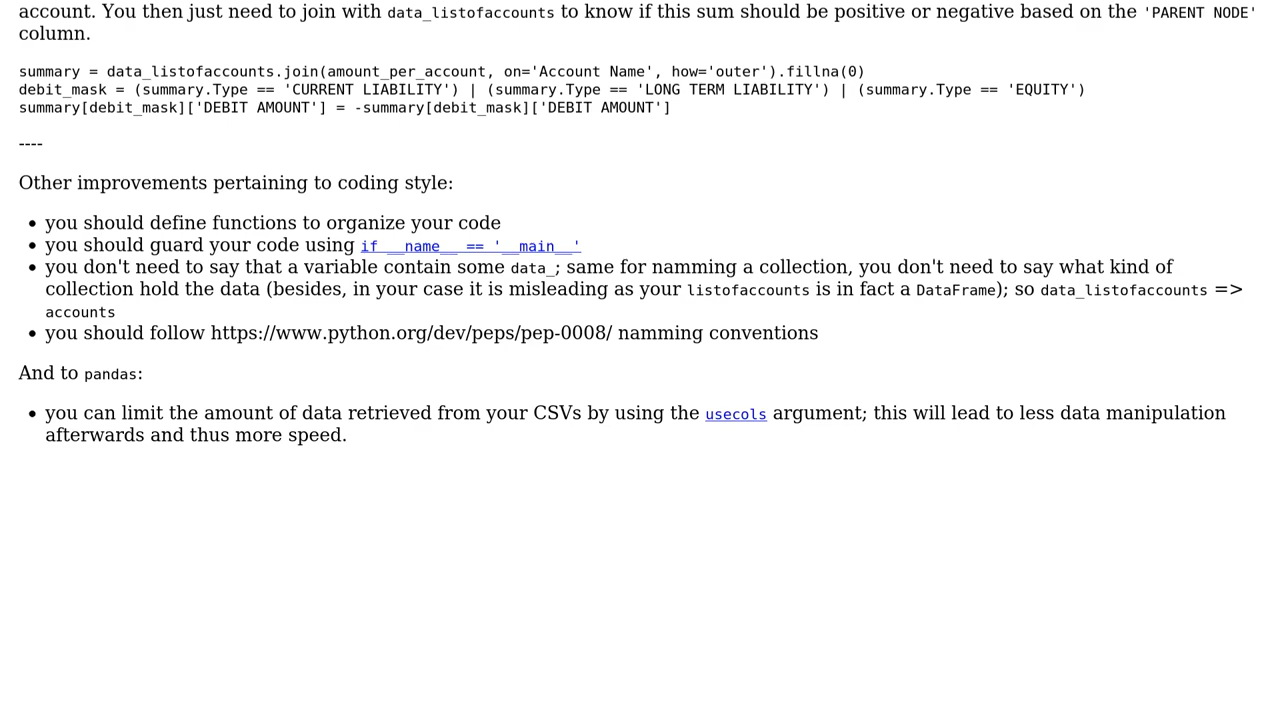 account. You then just need to join with data_listofaccounts to know if this sum should be positive or negative based on the 'PARENT NODE'
column.
summary = data_listofaccounts.join(amount_per_account, on='Account Name', how='outer').fillna(0)
debit_mask = (summary.Type == 'CURRENT LIABILITY') | (summary.Type == 'LONG TERM LIABILITY') | (summary.Type == 'EQUITY')
summary[debit_mask]['DEBIT AMOUNT'] = -summary[debit_mask]['DEBIT AMOUNT']
----
Other improvements pertaining to coding style:
• you should define functions to organize your code
• you should guard your code using if __name__ == '__main__'
• you don't need to say that a variable contain some data_; same for namming a collection, you don't need to say what kind of
collection hold the data (besides, in your case it is misleading as your listofaccounts is in fact a DataFrame); so data_listofaccounts =>
accounts
• you should follow https://www.python.org/dev/peps/pep-0008/ namming conventions
And to pandas:
• you can limit the amount of data retrieved from your CSVs by using the usecols argument; this will lead to less data manipulation
afterwards and thus more speed.